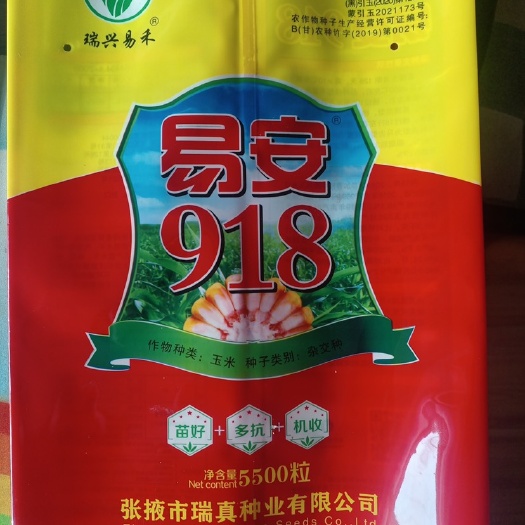 瑞兴易禾®
蒙引玉2021173号
农作物种子生产经营许可证编号:
B(甘)农种许字(2019)第0021号
易安®
918
作物种类：玉米 种子类别：杂交种
苗好+多抗+机收
净含量
Net content 5500粒
张掖市瑞真种业有限公司
Seeds Co., Ltd